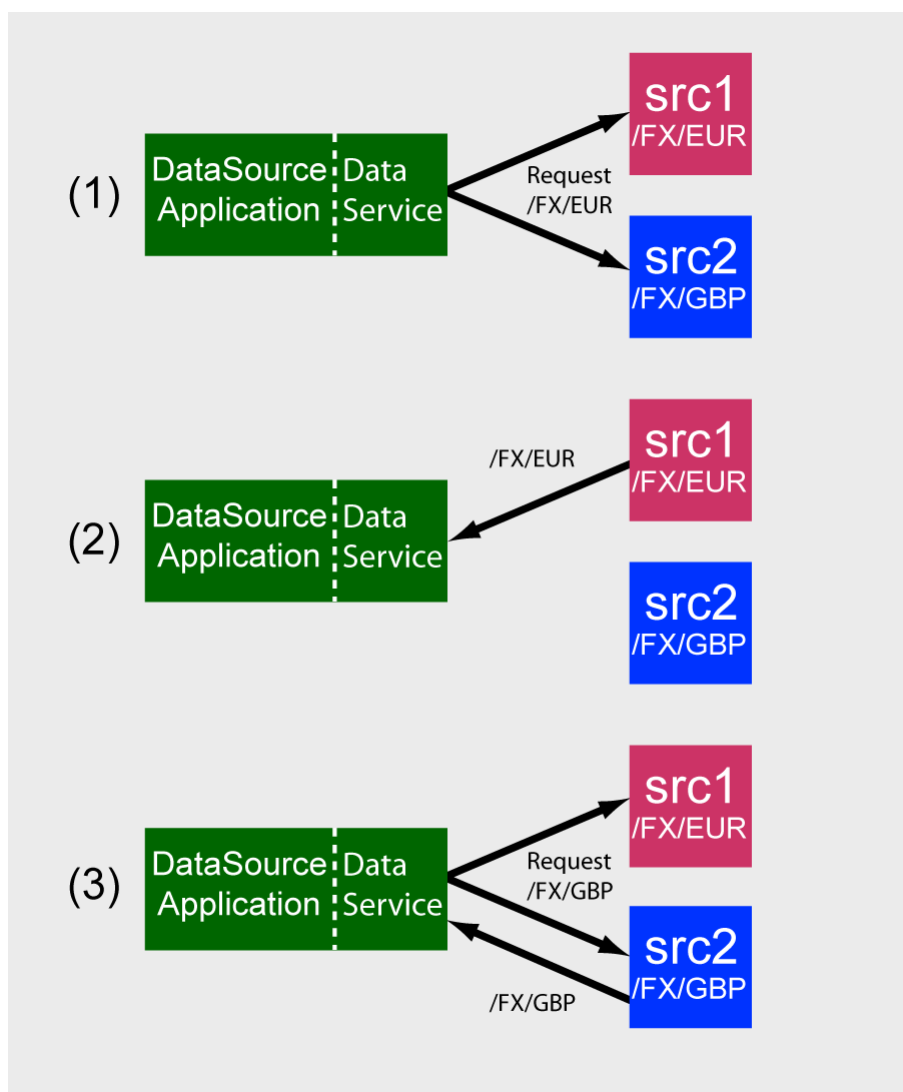 (1)
DataSource
Application
Data
Service
Request
/FX/EUR
src1
/FX/EUR
src2
/FX/GBP
(2)
DataSource
Application
Data
Service
/FX/EUR
src1
/FX/EUR
src2
/FX/GBP
(3)
DataSource
Application
Data
Service
Request
/FX/GBP
/FX/GBP
src1
/FX/EUR
src2
/FX/GBP